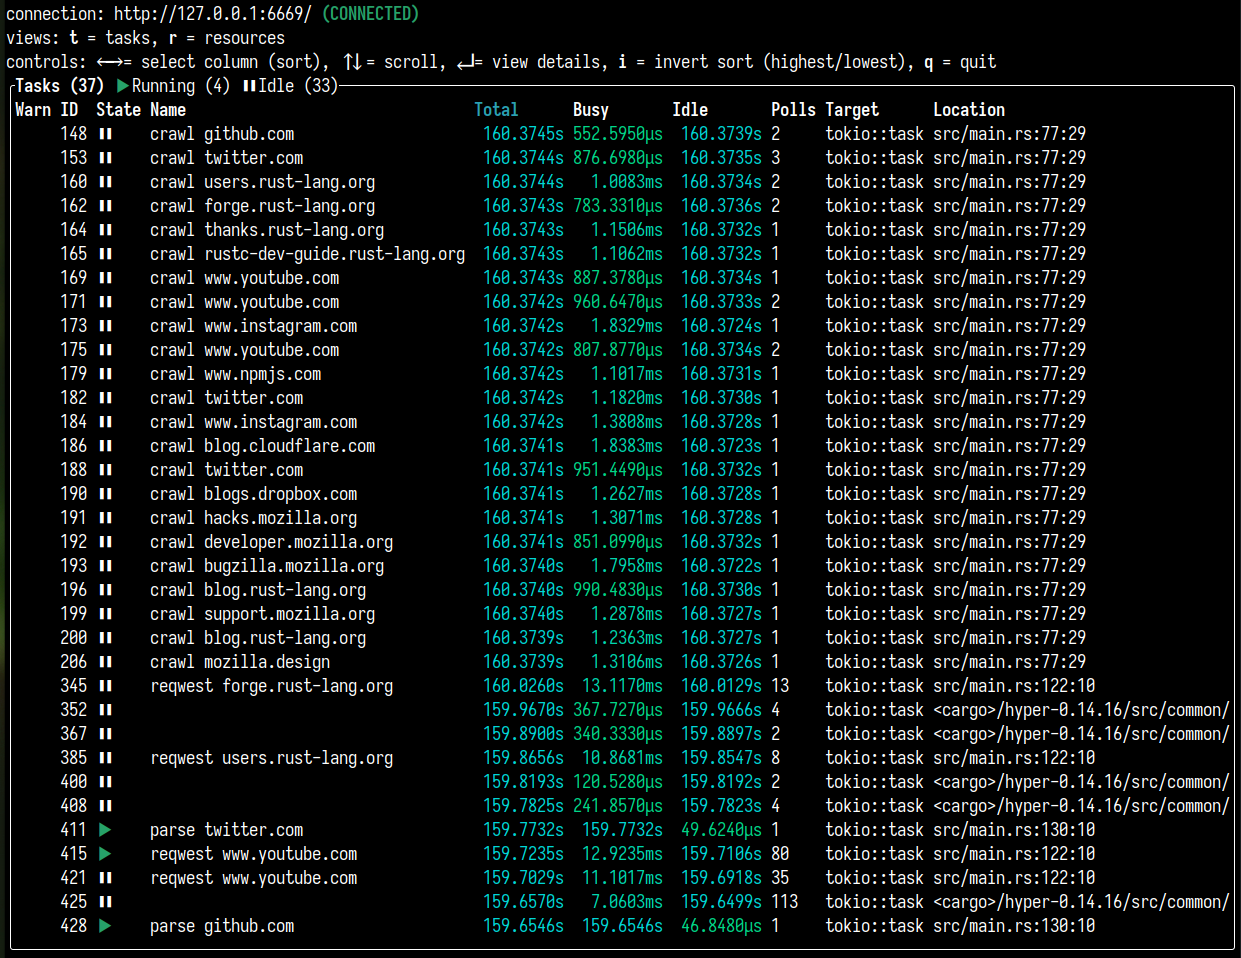 connection: http://127.0.0.1:6669/ (CONNECTED)
views: t = tasks, r = resources
controls: ←→= select column (sort), ↑↓= scroll, ↵= view details, i = invert sort (highest/lowest), q = quit
Tasks (37) ▶Running (4) ⏸Idle (33)
Warn ID State Name Total Busy Idle Polls Target Location
148 ⏸ crawl github.com 160.3745s 552.5950µs 160.3739s 2 tokio::task src/main.rs:77:29
153 ⏸ crawl twitter.com 160.3744s 876.6980µs 160.3735s 3 tokio::task src/main.rs:77:29
160 ⏸ crawl users.rust-lang.org 160.3744s 1.0083ms 160.3734s 2 tokio::task src/main.rs:77:29
162 ⏸ crawl forge.rust-lang.org 160.3743s 783.3310µs 160.3736s 2 tokio::task src/main.rs:77:29
164 ⏸ crawl thanks.rust-lang.org 160.3743s 1.1506ms 160.3732s 1 tokio::task src/main.rs:77:29
165 ⏸ crawl rustc-dev-guide.rust-lang.org 160.3743s 1.1062ms 160.3732s 1 tokio::task src/main.rs:77:29
169 ⏸ crawl www.youtube.com 160.3743s 887.3780µs 160.3734s 1 tokio::task src/main.rs:77:29
171 ⏸ crawl www.youtube.com 160.3742s 960.6470µs 160.3733s 2 tokio::task src/main.rs:77:29
173 ⏸ crawl www.instagram.com 160.3742s 1.8329ms 160.3724s 1 tokio::task src/main.rs:77:29
175 ⏸ crawl www.youtube.com 160.3742s 807.8770µs 160.3734s 2 tokio::task src/main.rs:77:29
179 ⏸ crawl www.npmjs.com 160.3742s 1.1017ms 160.3731s 1 tokio::task src/main.rs:77:29
182 ⏸ crawl twitter.com 160.3742s 1.1820ms 160.3730s 1 tokio::task src/main.rs:77:29
184 ⏸ crawl www.instagram.com 160.3742s 1.3808ms 160.3728s 1 tokio::task src/main.rs:77:29
186 ⏸ crawl blog.cloudflare.com 160.3741s 1.8383ms 160.3723s 1 tokio::task src/main.rs:77:29
188 ⏸ crawl twitter.com 160.3741s 951.4490µs 160.3732s 1 tokio::task src/main.rs:77:29
190 ⏸ crawl blogs.dropbox.com 160.3741s 1.2627ms 160.3728s 1 tokio::task src/main.rs:77:29
191 ⏸ crawl hacks.mozilla.org 160.3741s 1.3071ms 160.3728s 1 tokio::task src/main.rs:77:29
192 ⏸ crawl developer.mozilla.org 160.3741s 851.0990µs 160.3732s 1 tokio::task src/main.rs:77:29
193 ⏸ crawl bugzilla.mozilla.org 160.3740s 1.7958ms 160.3722s 1 tokio::task src/main.rs:77:29
196 ⏸ crawl blog.rust-lang.org 160.3740s 990.4830µs 160.3730s 1 tokio::task src/main.rs:77:29
199 ⏸ crawl support.mozilla.org 160.3740s 1.2878ms 160.3727s 1 tokio::task src/main.rs:77:29
200 ⏸ crawl blog.rust-lang.org 160.3739s 1.2363ms 160.3727s 1 tokio::task src/main.rs:77:29
206 ⏸ crawl mozilla.design 160.3739s 1.3106ms 160.3726s 1 tokio::task src/main.rs:77:29
345 ⏸ reqwest forge.rust-lang.org 160.0260s 13.1170ms 160.0129s 13 tokio::task src/main.rs:122:10
352 ⏸ 159.9670s 367.7270µs 159.9666s 4 tokio::task <cargo>/hyper-0.14.16/src/common/
367 ⏸ 159.8900s 340.3330µs 159.8897s 2 tokio::task <cargo>/hyper-0.14.16/src/common/
385 ⏸ reqwest users.rust-lang.org 159.8656s 10.8681ms 159.8547s 8 tokio::task src/main.rs:122:10
400 ⏸ 159.8193s 120.5280µs 159.8192s 2 tokio::task <cargo>/hyper-0.14.16/src/common/
408 ⏸ 159.7825s 241.8570µs 159.7823s 4 tokio::task <cargo>/hyper-0.14.16/src/common/
411 ▶ parse twitter.com 159.7732s 159.7732s 49.6240µs 1 tokio::task src/main.rs:130:10
415 ▶ reqwest www.youtube.com 159.7235s 12.9235ms 159.7106s 80 tokio::task src/main.rs:122:10
421 ⏸ reqwest www.youtube.com 159.7029s 11.1017ms 159.6918s 35 tokio::task src/main.rs:122:10
425 ⏸ 159.6570s 7.0603ms 159.6499s 113 tokio::task <cargo>/hyper-0.14.16/src/common/
428 ▶ parse github.com 159.6546s 159.6546s 46.8480µs 1 tokio::task src/main.rs:130:10